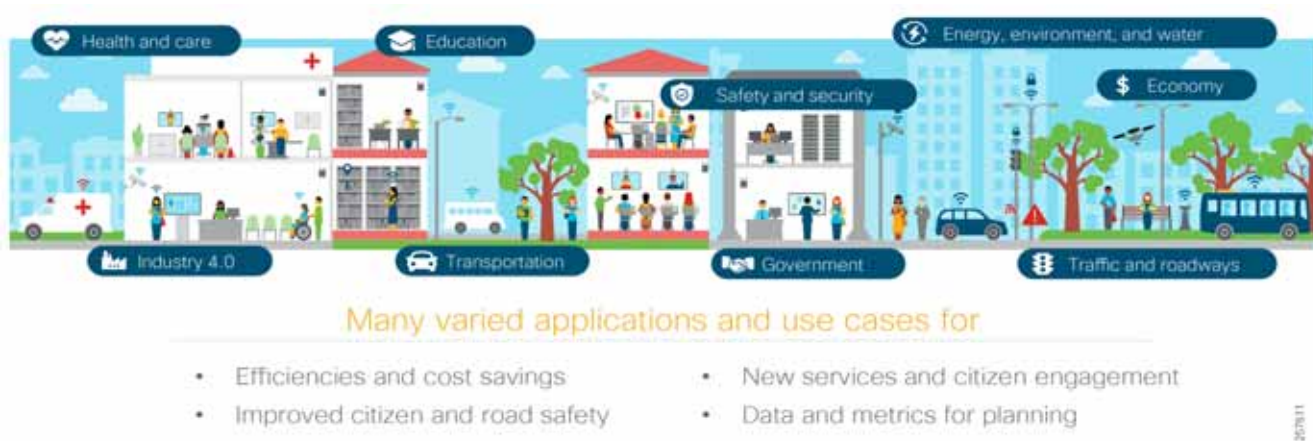 Health and care
Education
Energy, environment, and water
Safety and security
$ Economy
Industry 4.0
Transportation
Government
Traffic and roadways
Many varied applications and use cases for
• Efficiencies and cost savings
• Improved citizen and road safety
• New services and citizen engagement
• Data and metrics for planning
257811